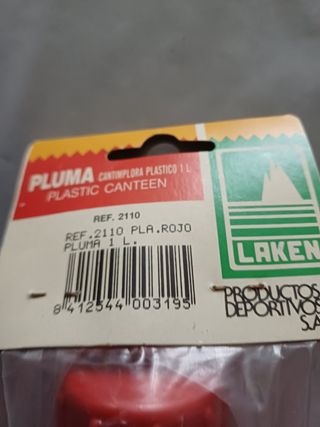 PLUMA CANTIMPLORA PLASTICO 1 L
PLASTIC CANTEEN
REF. 2110
REF.2110 PLA.ROJO
PLUMA 1 L.
8 412544 003195
LAKEN
PRODUCTOS
DEPORTIVOS
S.A